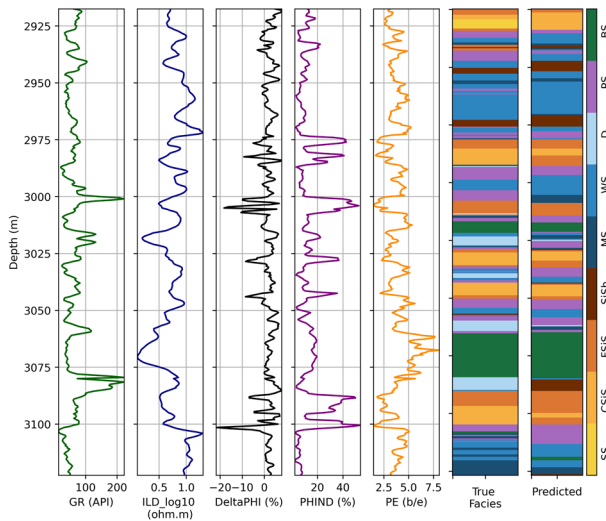 2925
2950
2975
3000
3025
3050
3075
3100
Depth (m)
100 200
GR (API)
0.5 1.0
ILD_log10
(ohm.m)
−20 −10 0
DeltaPHI (%)
20 40
PHIND (%)
2.5 5.0 7.5
PE (b/e)
True
Facies
Predicted
BS
PS
D
WS
MS
SiSh
FSiS
CSiS
SS